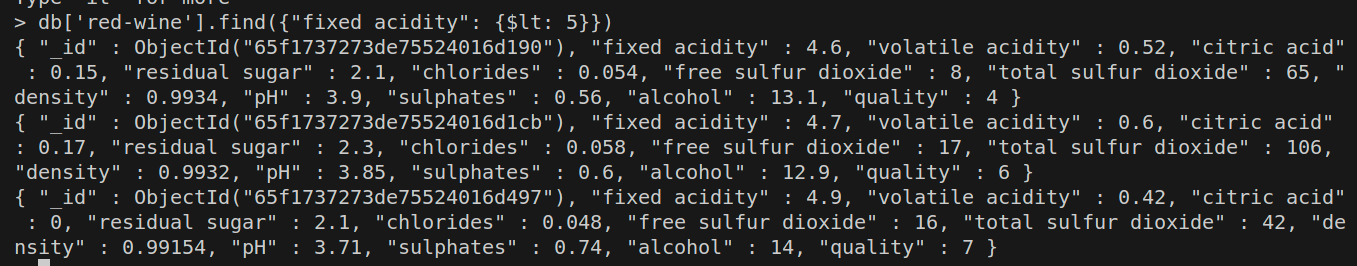 Type "it" for more
> db['red-wine'].find({"fixed acidity": {$lt: 5}})
{ "_id" : ObjectId("65f1737273de75524016d190"), "fixed acidity" : 4.6, "volatile acidity" : 0.52, "citric acid"
 : 0.15, "residual sugar" : 2.1, "chlorides" : 0.054, "free sulfur dioxide" : 8, "total sulfur dioxide" : 65, "
density" : 0.9934, "pH" : 3.9, "sulphates" : 0.56, "alcohol" : 13.1, "quality" : 4 }
{ "_id" : ObjectId("65f1737273de75524016d1cb"), "fixed acidity" : 4.7, "volatile acidity" : 0.6, "citric acid"
: 0.17, "residual sugar" : 2.3, "chlorides" : 0.058, "free sulfur dioxide" : 17, "total sulfur dioxide" : 106,
"density" : 0.9932, "pH" : 3.85, "sulphates" : 0.6, "alcohol" : 12.9, "quality" : 6 }
{ "_id" : ObjectId("65f1737273de75524016d497"), "fixed acidity" : 4.9, "volatile acidity" : 0.42, "citric acid"
 : 0, "residual sugar" : 2.1, "chlorides" : 0.048, "free sulfur dioxide" : 16, "total sulfur dioxide" : 42, "de
nsity" : 0.99154, "pH" : 3.71, "sulphates" : 0.74, "alcohol" : 14, "quality" : 7 }